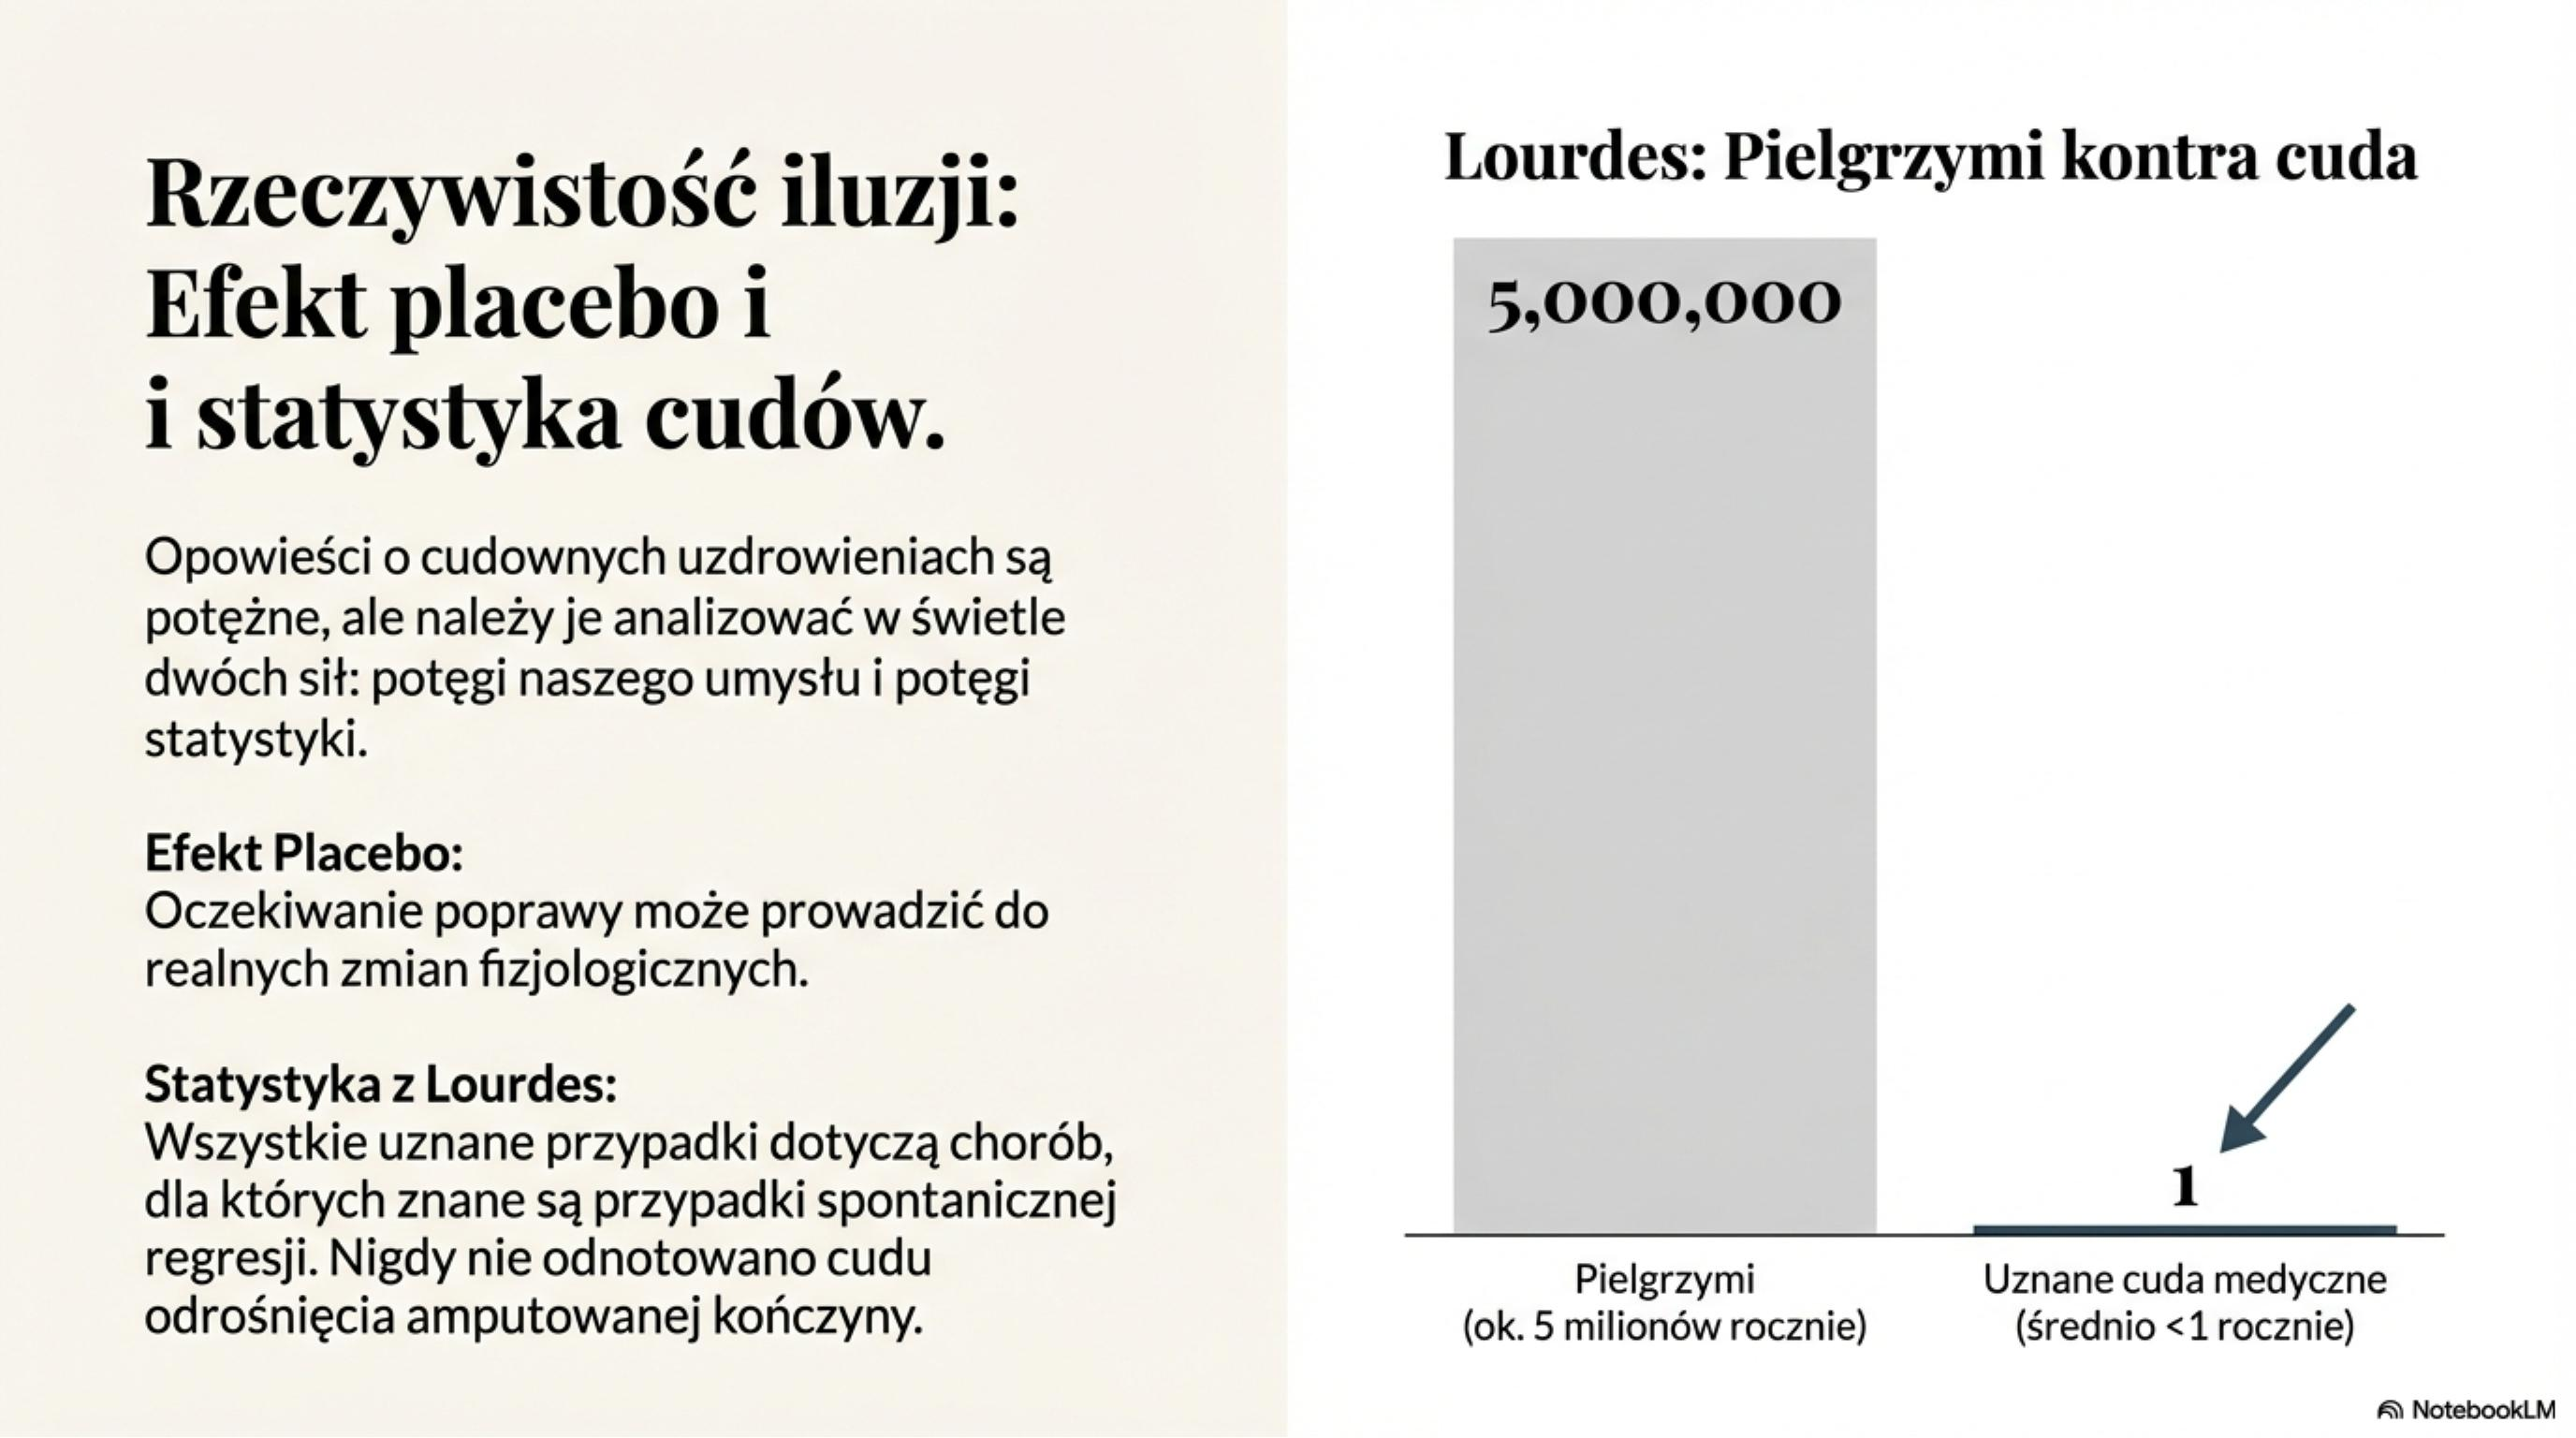 Rzeczywistość iluzji:
Efekt placebo i
i statystyka cudów.
Opowieści o cudownych uzdrowieniach są
potężne, ale należy je analizować w świetle
dwóch sił: potęgi naszego umysłu i potęgi
statystyki.
Efekt Placebo:
Oczekiwanie poprawy może prowadzić do
realnych zmian fizjologicznych.
Statystyka z Lourdes:
Wszystkie uznane przypadki dotyczą chorób,
dla których znane są przypadki spontanicznej
regresji. Nigdy nie odnotowano cudu
odrośnięcia amputowanej kończyny.
Lourdes: Pielgrzymi kontra cuda
5,000,000
1
Pielgrzymi
(ok. 5 milionów rocznie)
Uznane cuda medyczne
(średnio <1 rocznie)
NotebookLM